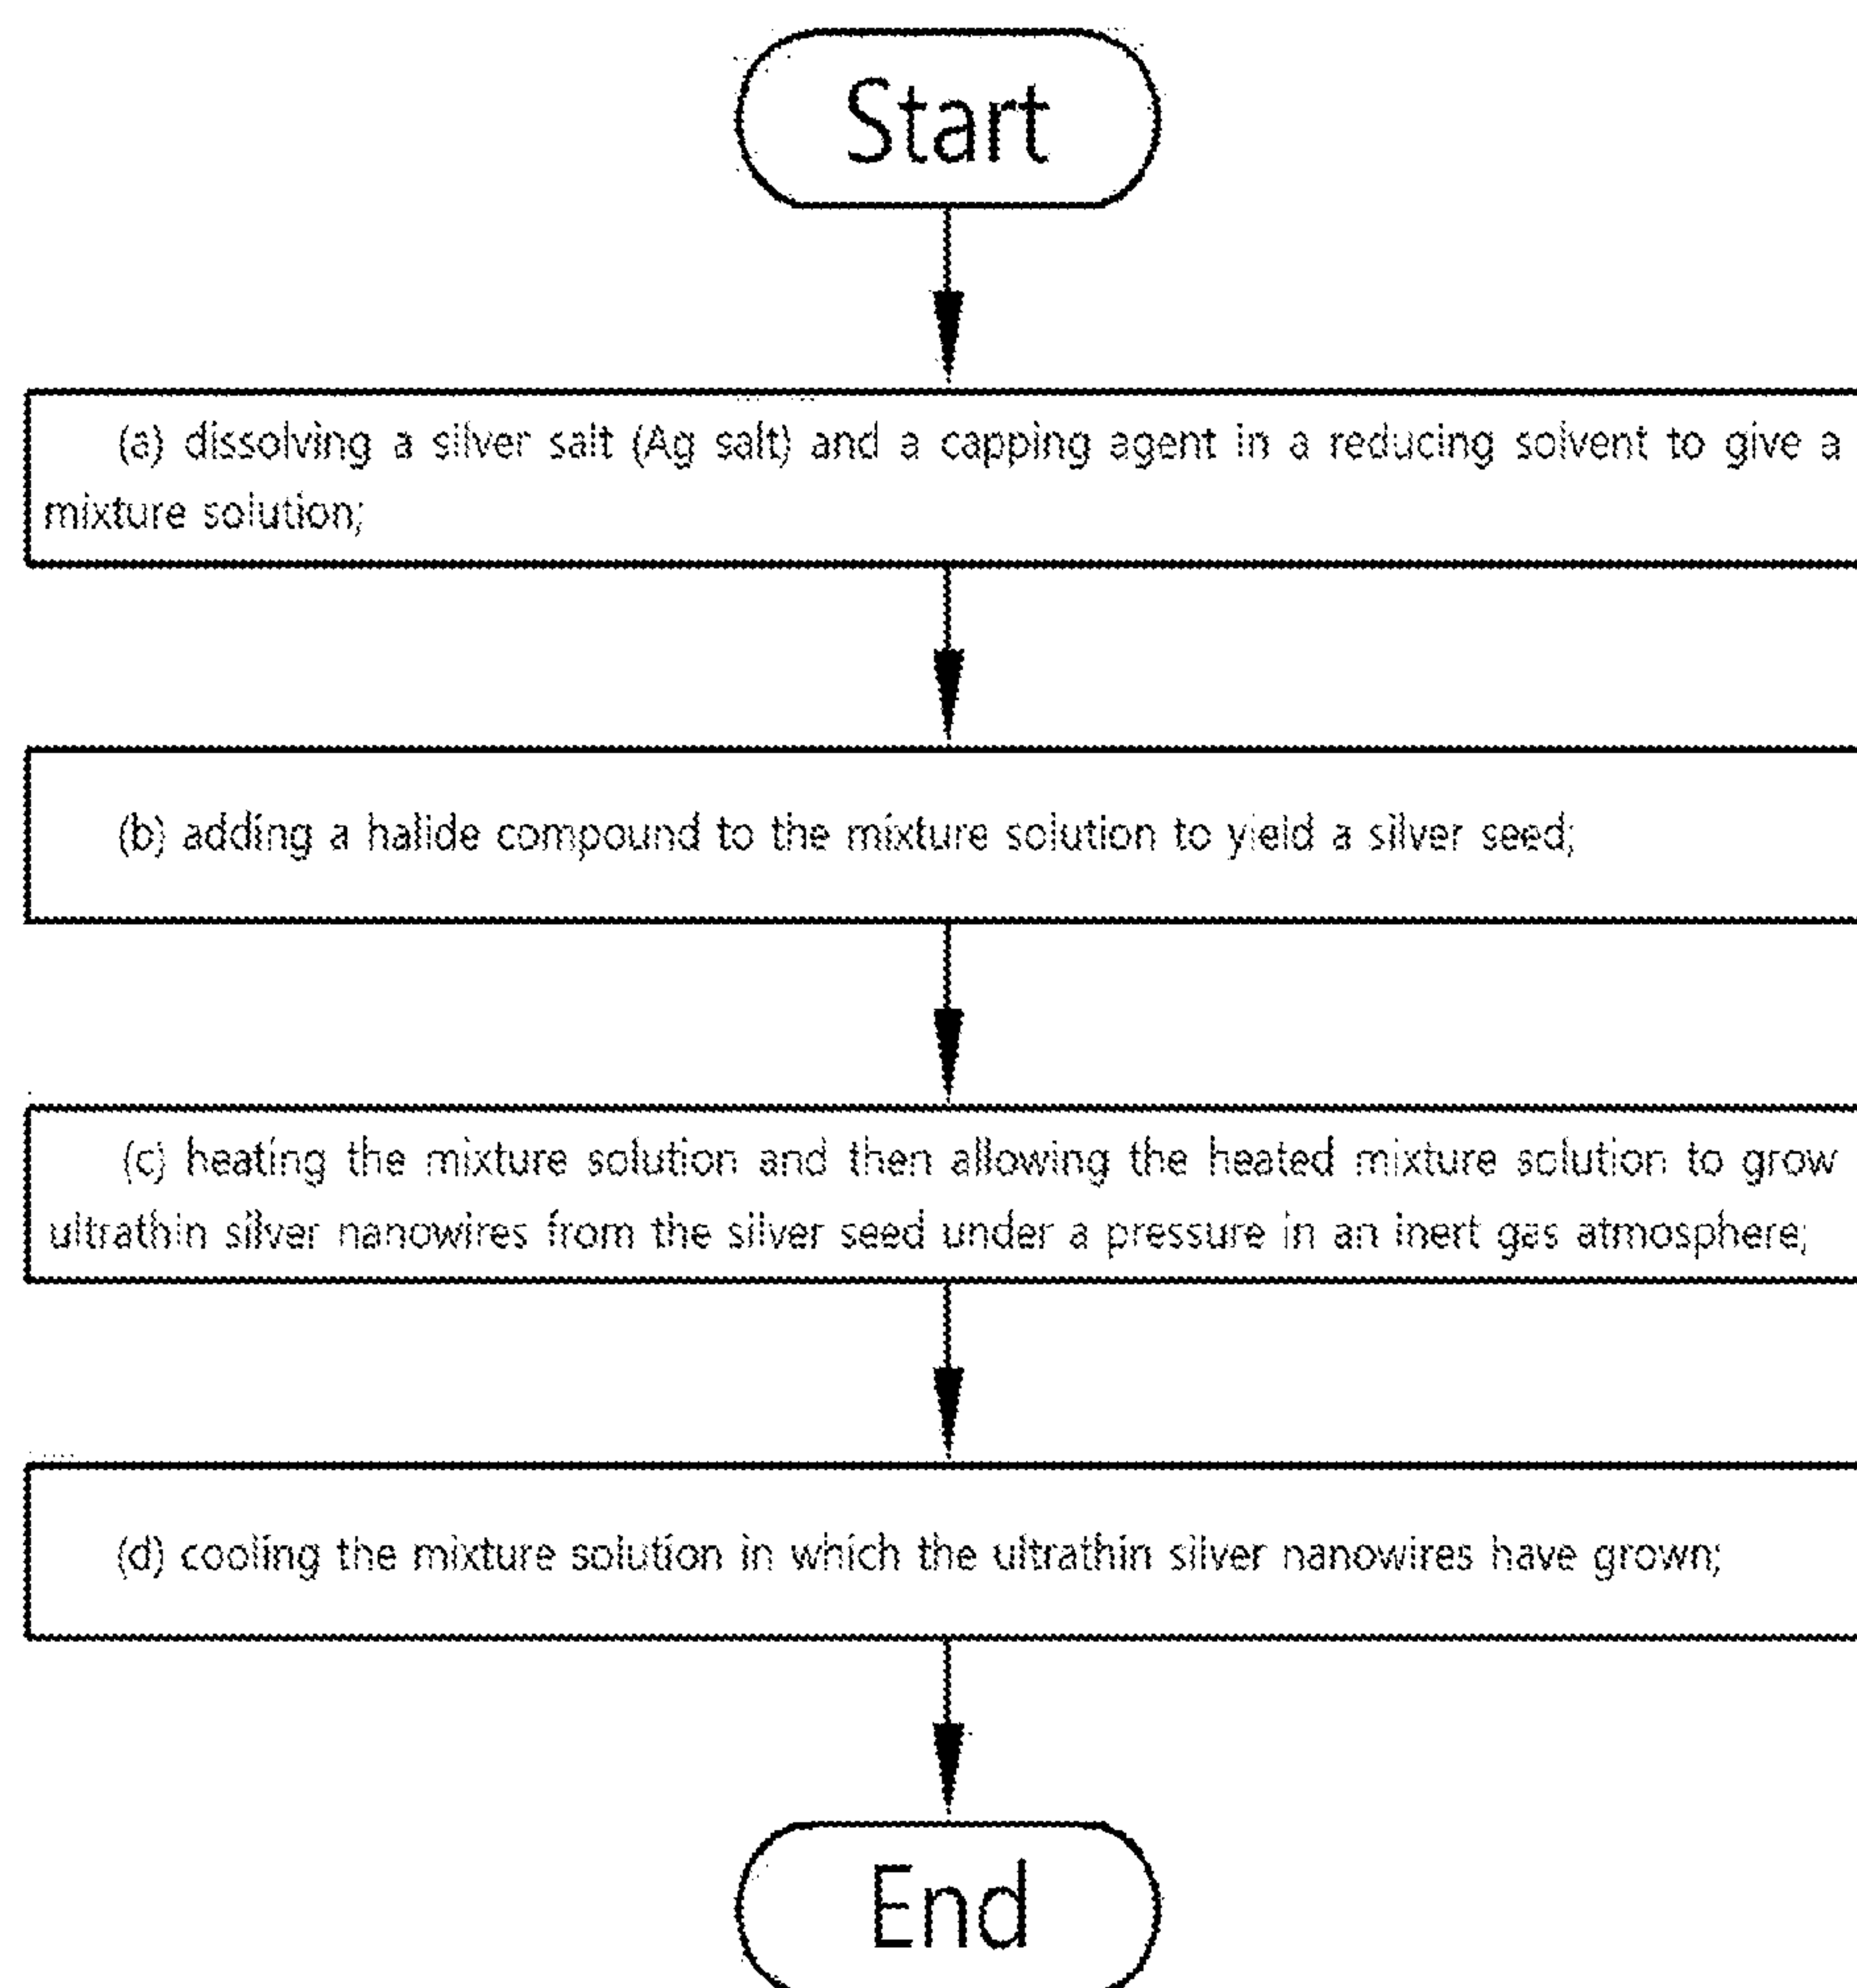 Start
(a) dissolving a silver salt (Ag salt) and a capping agent in a reducing solvent to give a
mixture solution;
(b) adding a halide compound to the mixture solution to yield a silver seed;
(c) heating the mixture solution and then allowing the heated mixture solution to grow
ultrathin silver nanowires from the silver seed under a pressure in an inert gas atmosphere;
(d) cooling the mixture solution in which the ultrathin silver nanowires have grown;
End